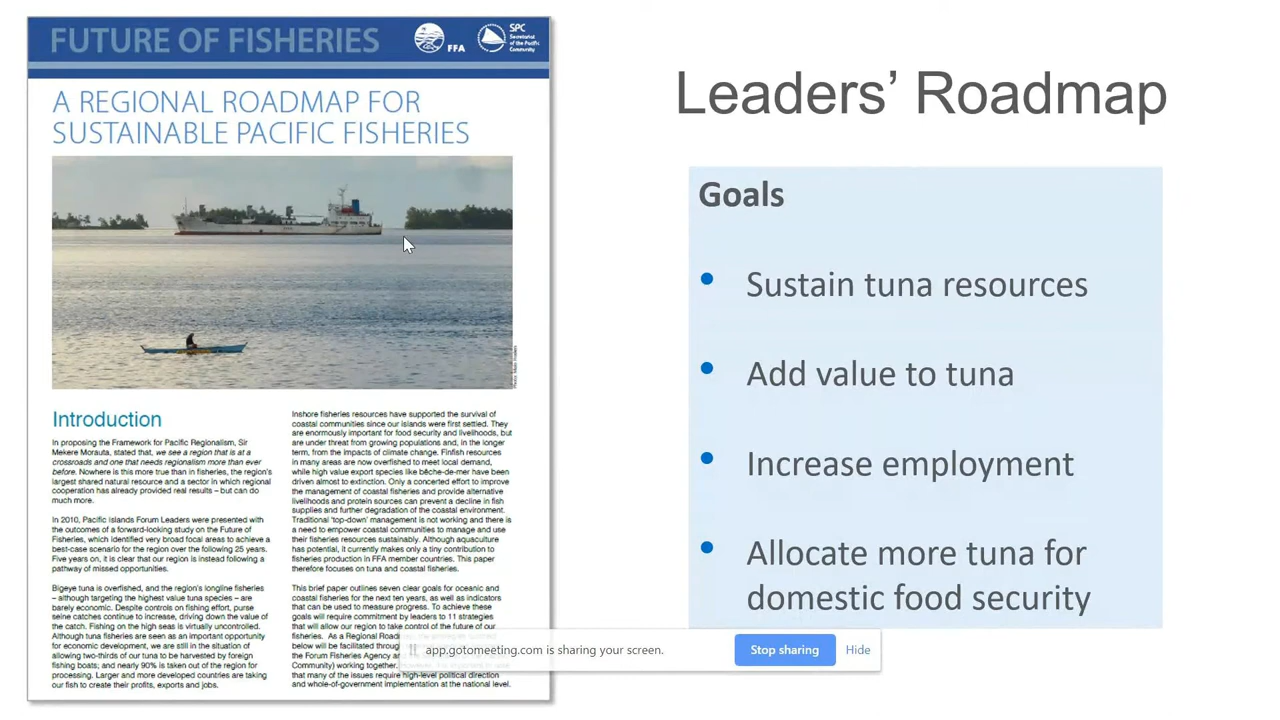 FUTURE OF FISHERIES
FFA
SPC
Secretariat
of the Pacific
Community
A REGIONAL ROADMAP FOR
SUSTAINABLE PACIFIC FISHERIES
Introduction
In proposing the Framework for Pacific Regionalism, Sir
Mekere Morauta, stated that, we see a region that is at a
crossroads and one that needs regionalism more than ever
before. Nowhere is this more true than in fisheries, the region's
largest shared natural resource and a sector in which regional
cooperation has already provided real results – but can do
much more.
In 2010, Pacific Islands Forum Leaders were presented with
the outcomes of a forward-looking study on the Future of
Fisheries, which identified very broad focal areas to achieve a
best-case scenario for the region over the following 25 years.
Five years on, it is clear that our region is instead following a
pathway of missed opportunities.
Bigeye tuna is overfished, and the region's longline fisheries
– although targeting the highest value tuna species – are
barely economic. Despite controls on fishing effort, purse
seine catches continue to increase, driving down the value of
the catch. Fishing on the high seas is virtually uncontrolled.
Although tuna fisheries are seen as an important opportunity
for economic development, we are still in the situation of
allowing two-thirds of our tuna to be harvested by foreign
fishing boats; and nearly 90% is taken out of the region for
processing. Larger and more developed countries are taking
our fish to create their profits, exports and jobs.
Inshore fisheries resources have supported the survival of
coastal communities since our islands were first settled. They
are enormously important for food security and livelihoods, but
are under threat from growing populations and, in the longer
term, from the impacts of climate change. Finfish resources
in many areas are now overfished to meet local demand,
while high value export species like bêche-de-mer have been
driven almost to extinction. Only a concerted effort to improve
the management of coastal fisheries and provide alternative
livelihoods and protein sources can prevent a decline in fish
supplies and further degradation of the coastal environment.
Traditional 'top-down' management is not working and there is
a need to empower coastal communities to manage and use
their fisheries resources sustainably. Although aquaculture
has potential, it currently makes only a tiny contribution to
fisheries production in FFA member countries. This paper
therefore focuses on tuna and coastal fisheries.
This brief paper outlines seven clear goals for oceanic and
coastal fisheries for the next ten years, as well as indicators
that can be used to measure progress. To achieve these
goals will require commitment by leaders to 11 strategies
that will allow our region to take control of the future of our
fisheries. As a Regional
below will be facilitated through
the Forum Fisheries Agency
Community) working together.
that many of the issues require high-level political direction
and whole-of-government implementation at the national level.
Leaders' Roadmap
Goals
• Sustain tuna resources
• Add value to tuna
• Increase employment
• Allocate more tuna for
domestic food security
app.gotomeeting.com is sharing your screen.
Stop sharing
Hide